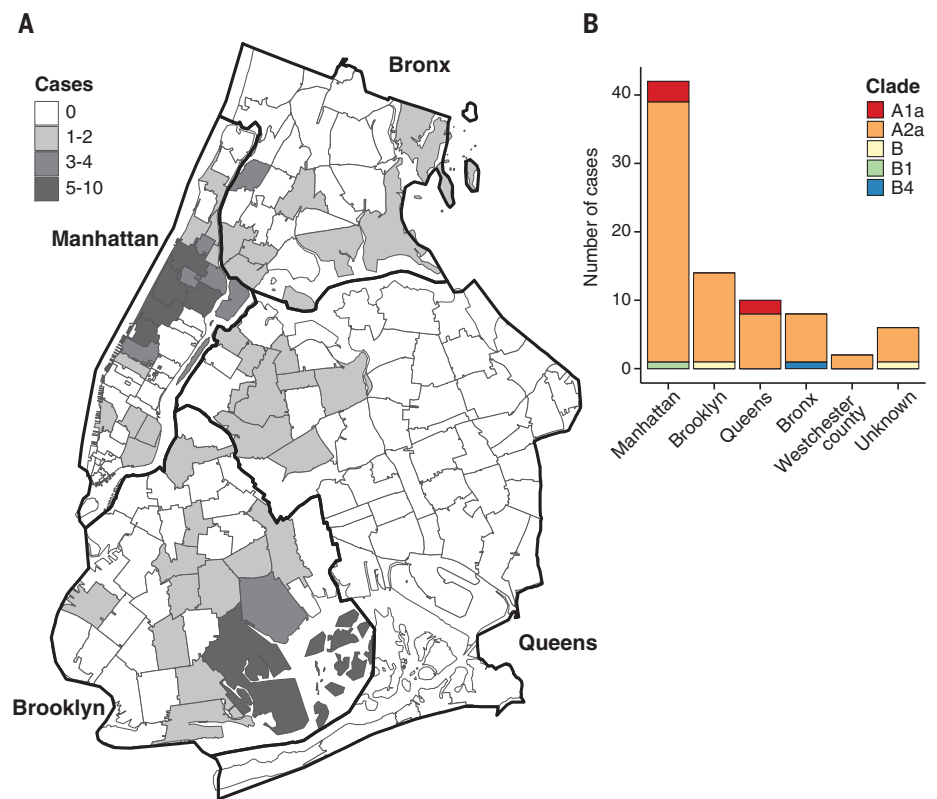 A
Bronx
Cases
0
1-2
3-4
5-10
Manhattan
Queens
Brooklyn
B
Number of cases
40
30
20
10
0
Clade
A1a
A2a
B
B1
B4
Manhattan
Brooklyn
Queens
Bronx
Westchester
county
Unknown